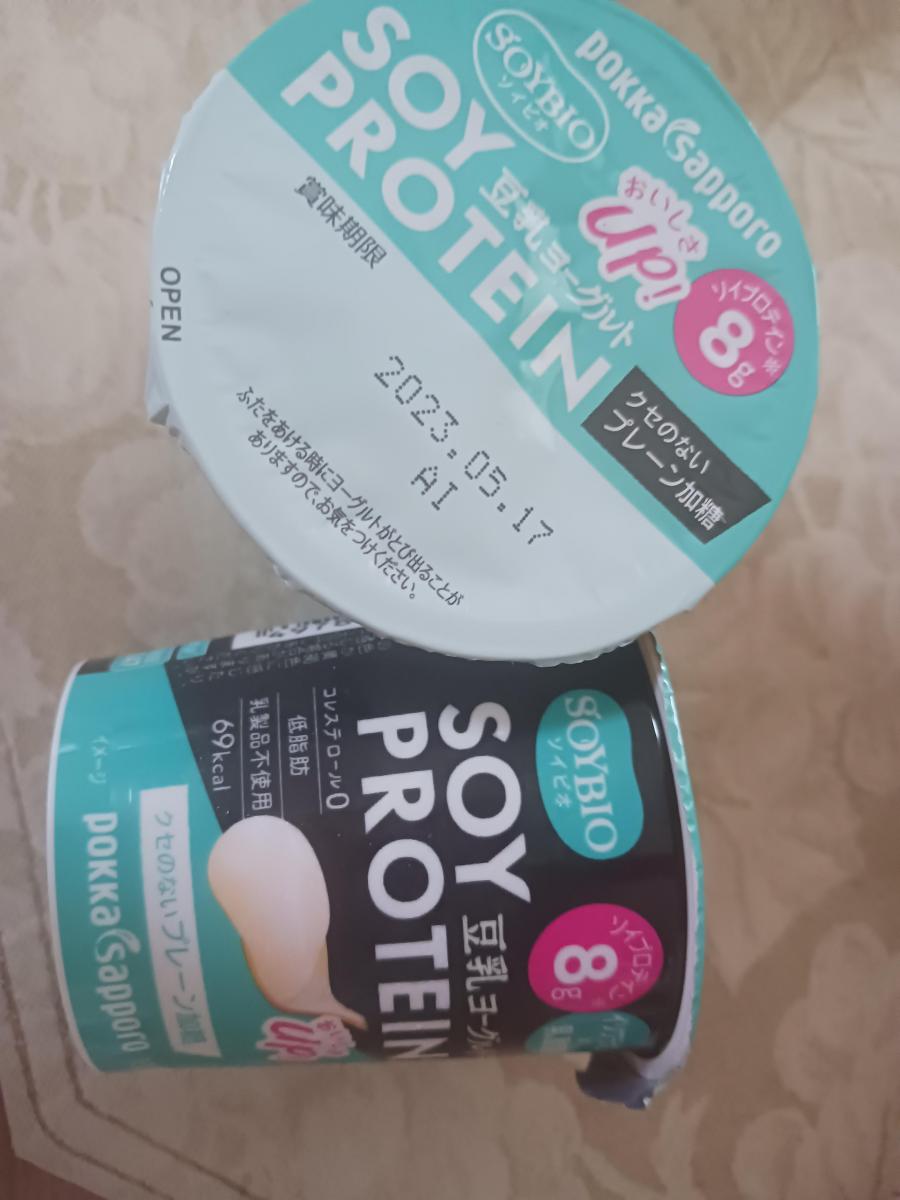 pokka sapporo
SOYBIO
ソイビオ
SOY
PROTEIN
豆乳ヨーグルト
おいしさ
UP!
ソイプロテイン※
8g
クセのない
プレーン加糖
賞味期限
OPEN
2023.05.17
AI
ふたをあける時にヨーグルトがとび出ることが
ありますので、お気をつけください。
SOYBIO
ソイビオ
ソイプロテイン※
8g
SOY
PROTEIN
豆乳ヨーグル
コレステロール0
低脂肪
乳製品不使用
69kcal
おいしさ
UP!
クセのないプレーン加糖
イメージ
pokka sapporo